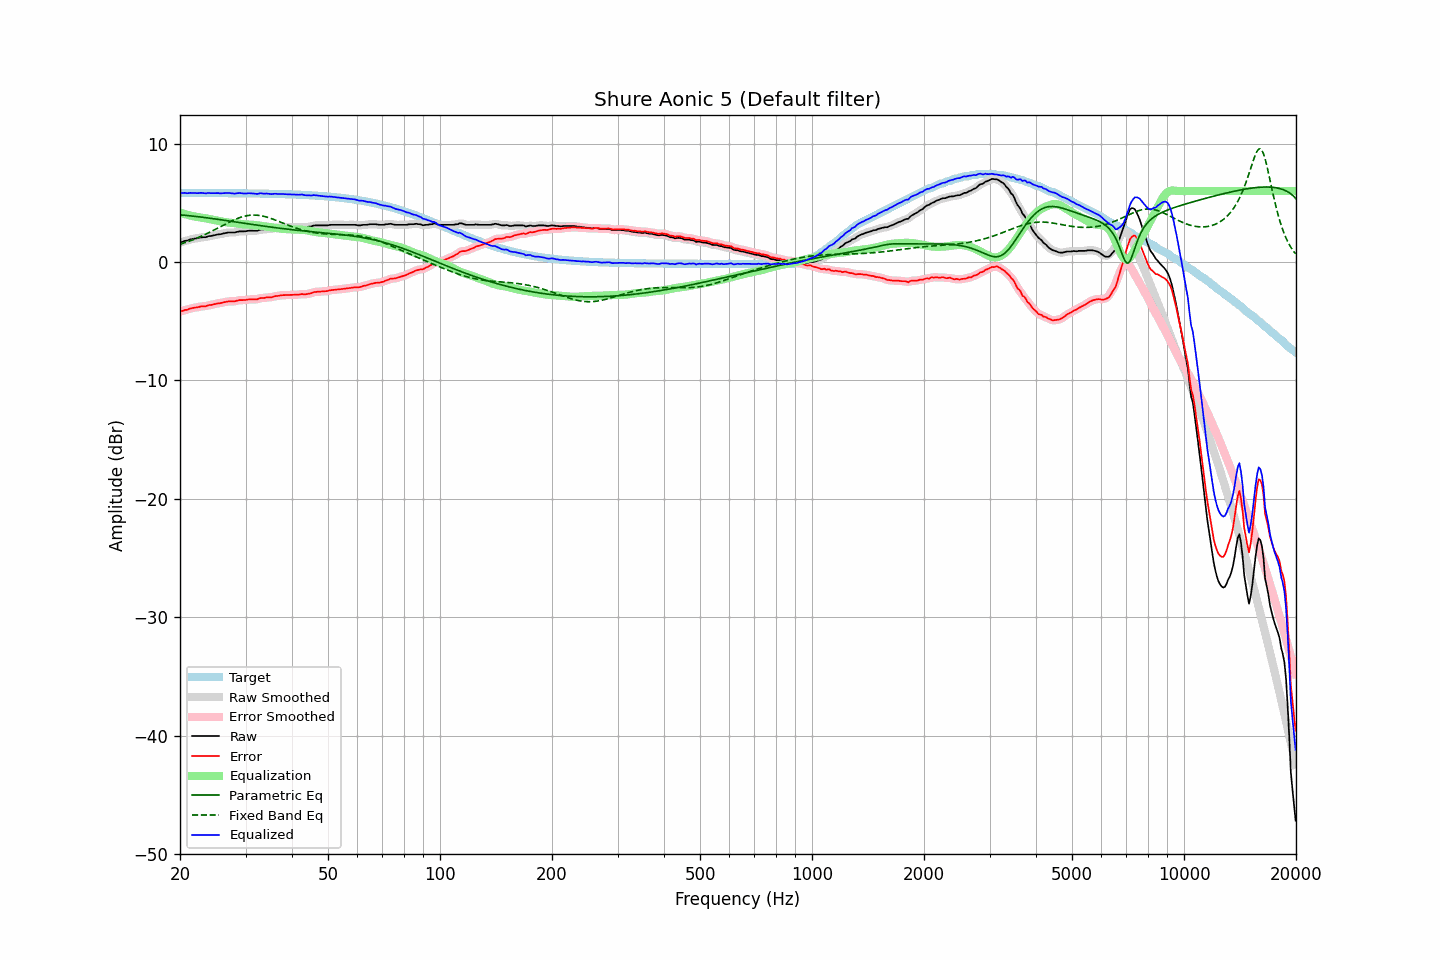 Shure Aonic 5 (Default filter)
Amplitude (dBr)
10
0
−10
−20
−30
−40
−50
Target
Raw Smoothed
Error Smoothed
Raw
Error
Equalization
Parametric Eq
Fixed Band Eq
Equalized
20 50 100 200 500 1000 2000 5000 10000 20000
Frequency (Hz)